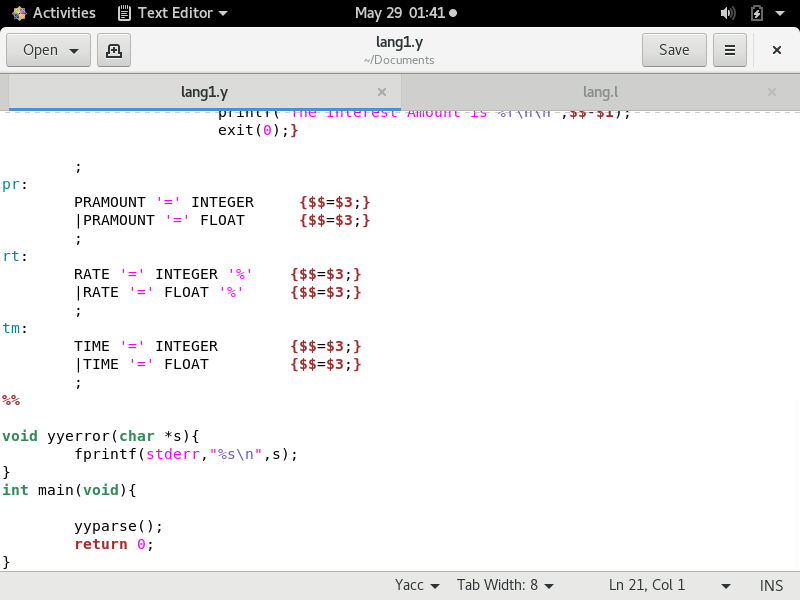 Activities Text Editor May 29 01:41
Open lang1.y Save
~/Documents
lang1.y lang.l
printf("The Interest Amount is %f\n\n",$$-$1);
exit(0);}
;
pr:
PRAMOUNT '=' INTEGER {$$=$3;}
|PRAMOUNT '=' FLOAT {$$=$3;}
;
rt:
RATE '=' INTEGER '%' {$$=$3;}
|RATE '=' FLOAT '%' {$$=$3;}
;
tm:
TIME '=' INTEGER {$$=$3;}
|TIME '=' FLOAT {$$=$3;}
;
%%
void yyerror(char *s){
fprintf(stderr,"%s\n",s);
}
int main(void){
yyparse();
return 0;
}
Yacc Tab Width: 8 Ln 21, Col 1 INS